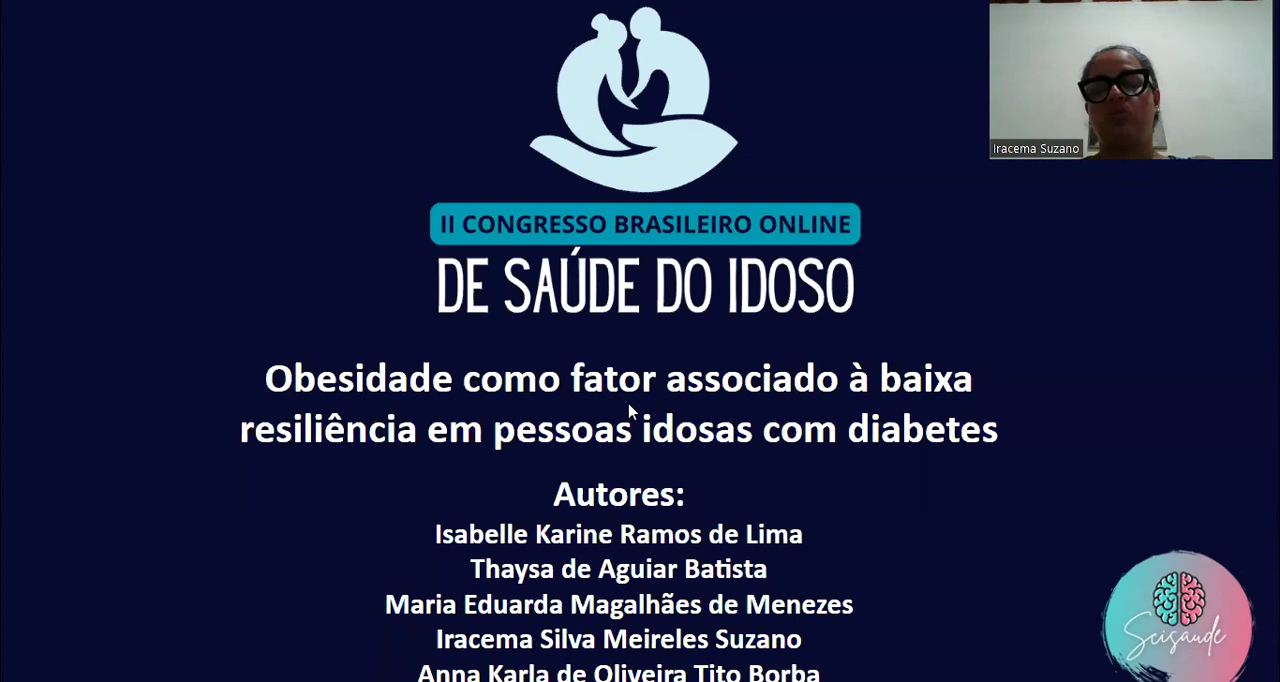 II CONGRESSO BRASILEIRO ONLINE
DE SAÚDE DO IDOSO
Iracema Suzano
Obesidade como fator associado à baixa
resiliência em pessoas idosas com diabetes
Autores:
Isabelle Karine Ramos de Lima
Thaysa de Aguiar Batista
Maria Eduarda Magalhães de Menezes
Iracema Silva Meireles Suzano
Anna Karla de Oliveira Tito Borba
Scisaude